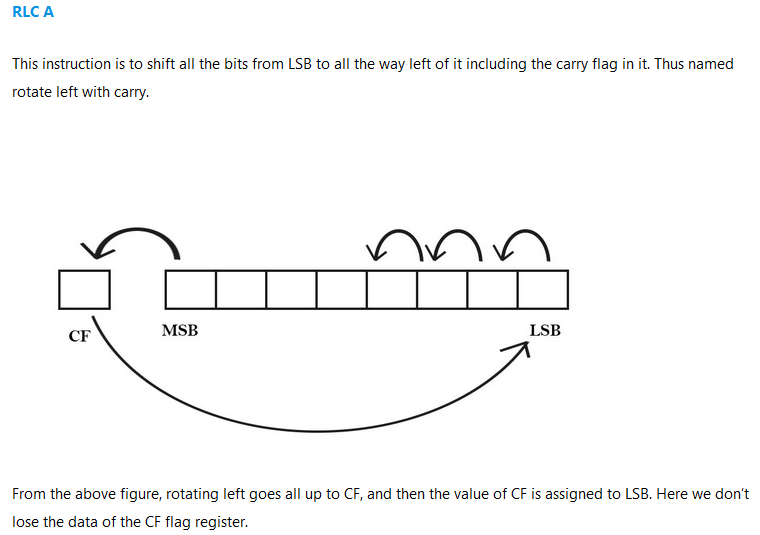 RLC A
This instruction is to shift all the bits from LSB to all the way left of it including the carry flag in it. Thus named
rotate left with carry.
CF
MSB
LSB
From the above figure, rotating left goes all up to CF, and then the value of CF is assigned to LSB. Here we don't
lose the data of the CF flag register.